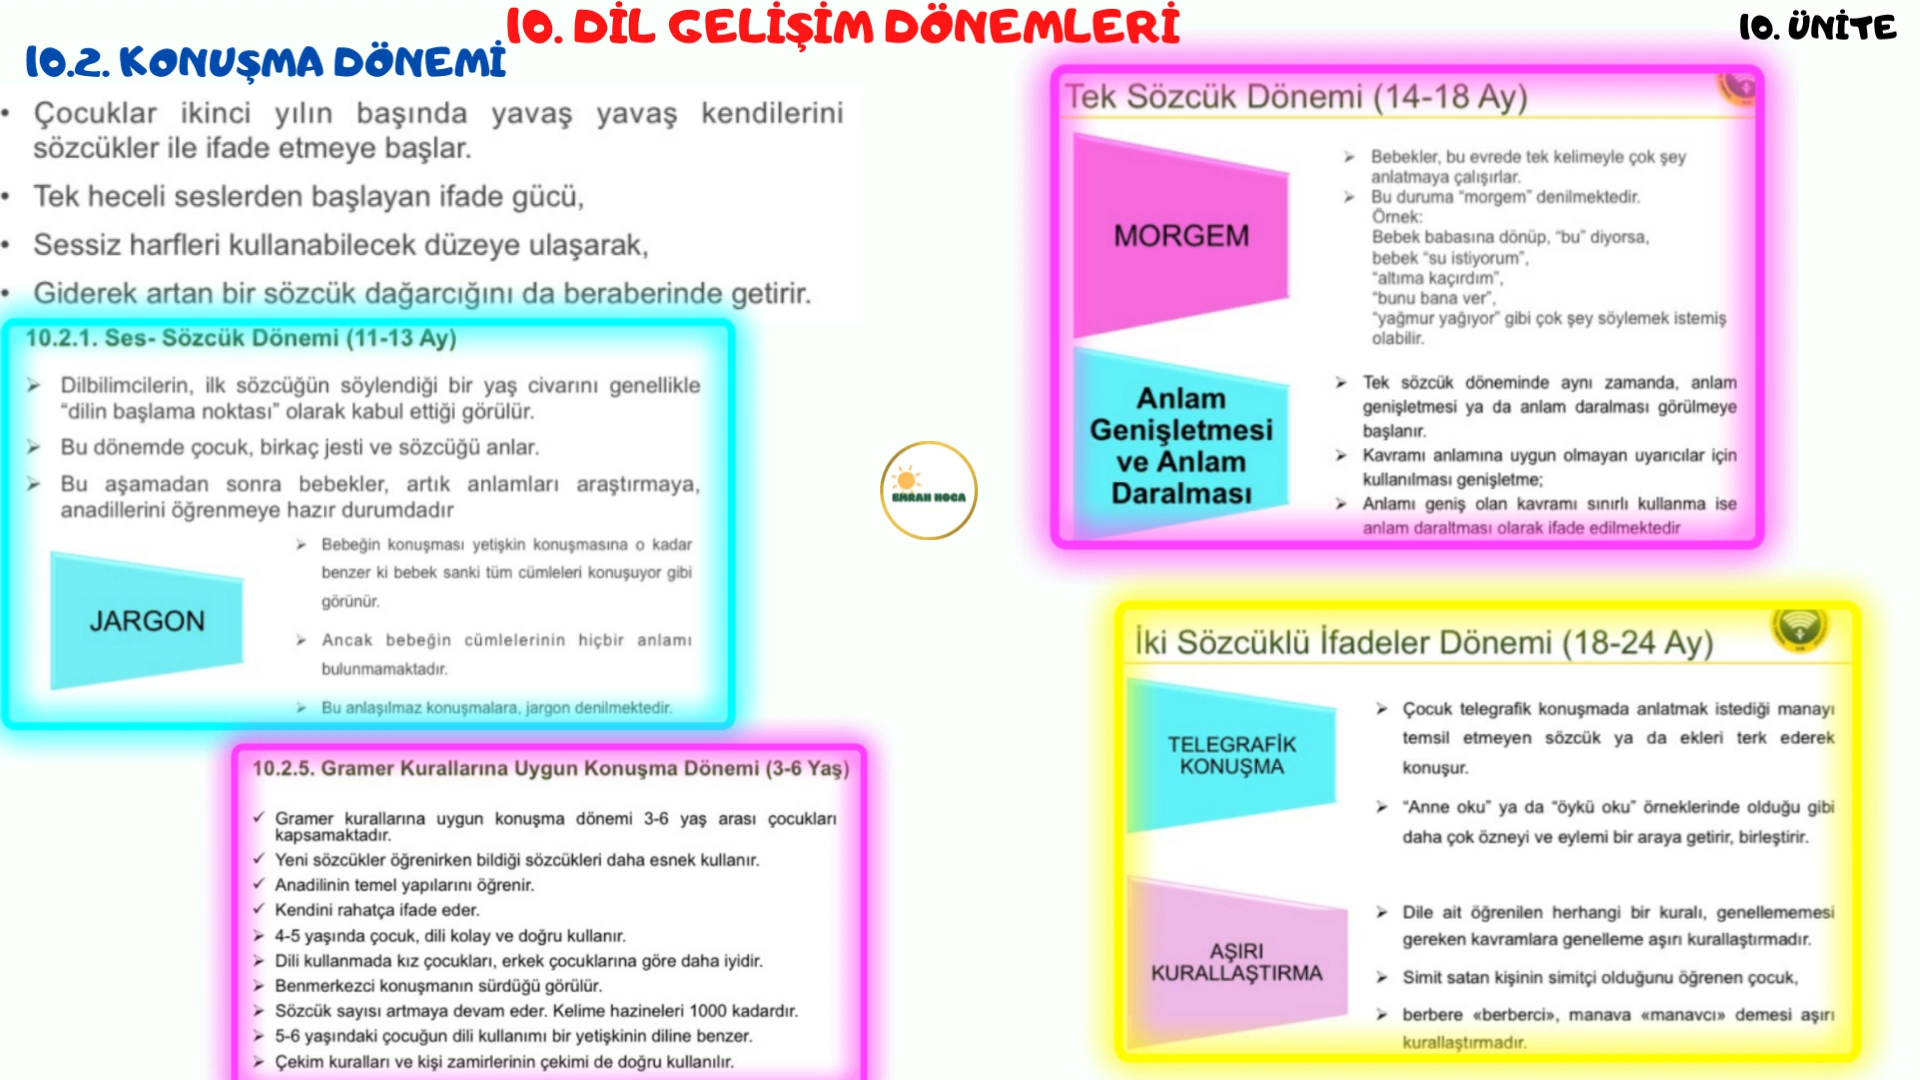 10. DİL GELİŞİM DÖNEMLERİ
10. ÜNİTE
10.2. KONUŞMA DÖNEMİ
• Çocuklar ikinci yılın başında yavaş yavaş kendilerini
sözcükler ile ifade etmeye başlar.
• Tek heceli seslerden başlayan ifade gücü,
• Sessiz harfleri kullanabilecek düzeye ulaşarak,
• Giderek artan bir sözcük dağarcığını da beraberinde getirir.
10.2.1. Ses- Sözcük Dönemi (11-13 Ay)
➢ Dilbilimcilerin, ilk sözcüğün söylendiği bir yaş civarını genellikle
“dilin başlama noktası” olarak kabul ettiği görülür.
➢ Bu dönemde çocuk, birkaç jesti ve sözcüğü anlar.
➢ Bu aşamadan sonra bebekler, artık anlamları araştırmaya,
anadillerini öğrenmeye hazır durumdadır
JARGON
➢ Bebeğin konuşması yetişkin konuşmasına o kadar
benzer ki bebek sanki tüm cümleleri konuşuyor gibi
görünür.
➢ Ancak bebeğin cümlelerinin hiçbir anlamı
bulunmamaktadır.
➢ Bu anlaşılmaz konuşmalara, jargon denilmektedir.
10.2.5. Gramer Kurallarına Uygun Konuşma Dönemi (3-6 Yaş)
✓ Gramer kurallarına uygun konuşma dönemi 3-6 yaş arası çocukları
kapsamaktadır.
✓ Yeni sözcükler öğrenirken bildiği sözcükleri daha esnek kullanır.
✓ Anadilinin temel yapılarını öğrenir.
✓ Kendini rahatça ifade eder.
➢ 4-5 yaşında çocuk, dili kolay ve doğru kullanır.
➢ Dili kullanmada kız çocukları, erkek çocuklarına göre daha iyidir.
➢ Benmerkezci konuşmanın sürdüğü görülür.
➢ Sözcük sayısı artmaya devam eder. Kelime hazineleri 1000 kadardır.
➢ 5-6 yaşındaki çocuğun dili kullanımı bir yetişkinin diline benzer.
➢ Çekim kuralları ve kişi zamirlerinin çekimi de doğru kullanılır.
EMRAH HOCA
Tek Sözcük Dönemi (14-18 Ay)
MORGEM
➢ Bebekler, bu evrede tek kelimeyle çok şey
anlatmaya çalışırlar.
➢ Bu duruma “morgem” denilmektedir.
Örnek:
Bebek babasına dönüp, “bu” diyorsa,
bebek “su istiyorum”,
“altıma kaçırdım”,
“bunu bana ver”,
“yağmur yağıyor” gibi çok şey söylemek istemiş
olabilir.
Anlam
Genişletmesi
ve Anlam
Daralması
➢ Tek sözcük döneminde aynı zamanda, anlam
genişletmesi ya da anlam daralması görülmeye
başlanır.
➢ Kavramı anlamına uygun olmayan uyarıcılar için
kullanılması genişletme;
➢ Anlamı geniş olan kavramı sınırlı kullanma ise
anlam daraltması olarak ifade edilmektedir
İki Sözcüklü İfadeler Dönemi (18-24 Ay)
TELEGRAFİK
KONUŞMA
➢ Çocuk telegrafik konuşmada anlatmak istediği manayı
temsil etmeyen sözcük ya da ekleri terk ederek
konuşur.
➢ “Anne oku” ya da “öykü oku” örneklerinde olduğu gibi
daha çok özneyi ve eylemi bir araya getirir, birleştirir.
AŞIRI
KURALLAŞTIRMA
➢ Dile ait öğrenilen herhangi bir kuralı, genellememesi
gereken kavramlara genelleme aşırı kurallaştırmadır.
➢ Simit satan kişinin simitçi olduğunu öğrenen çocuk,
➢ berbere «berberci», manava «manavcı» demesi aşırı
kurallaştırmadır.